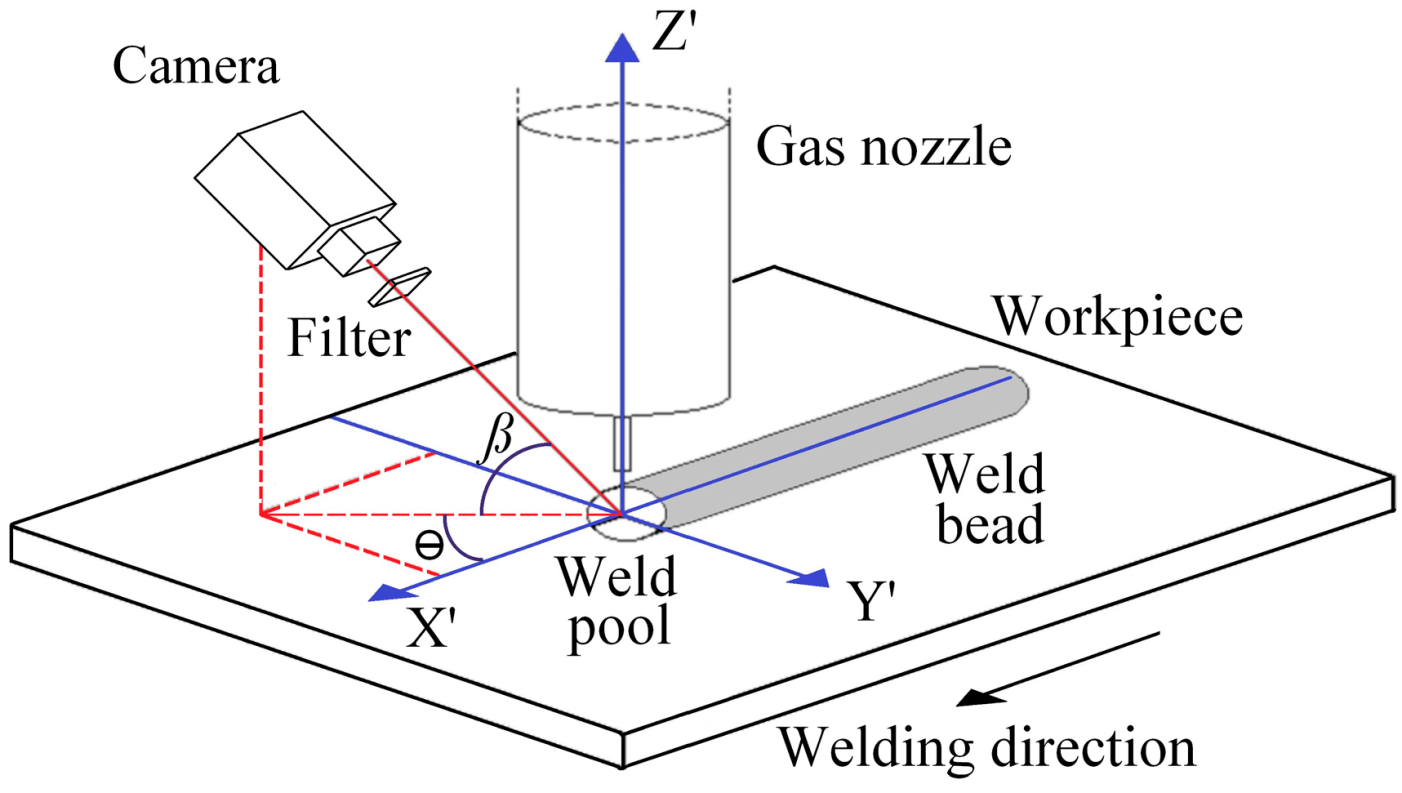 Z'
Camera
Gas nozzle
Workpiece
Filter
β
Weld
bead
Θ
Weld
pool
Y'
X'
Welding direction